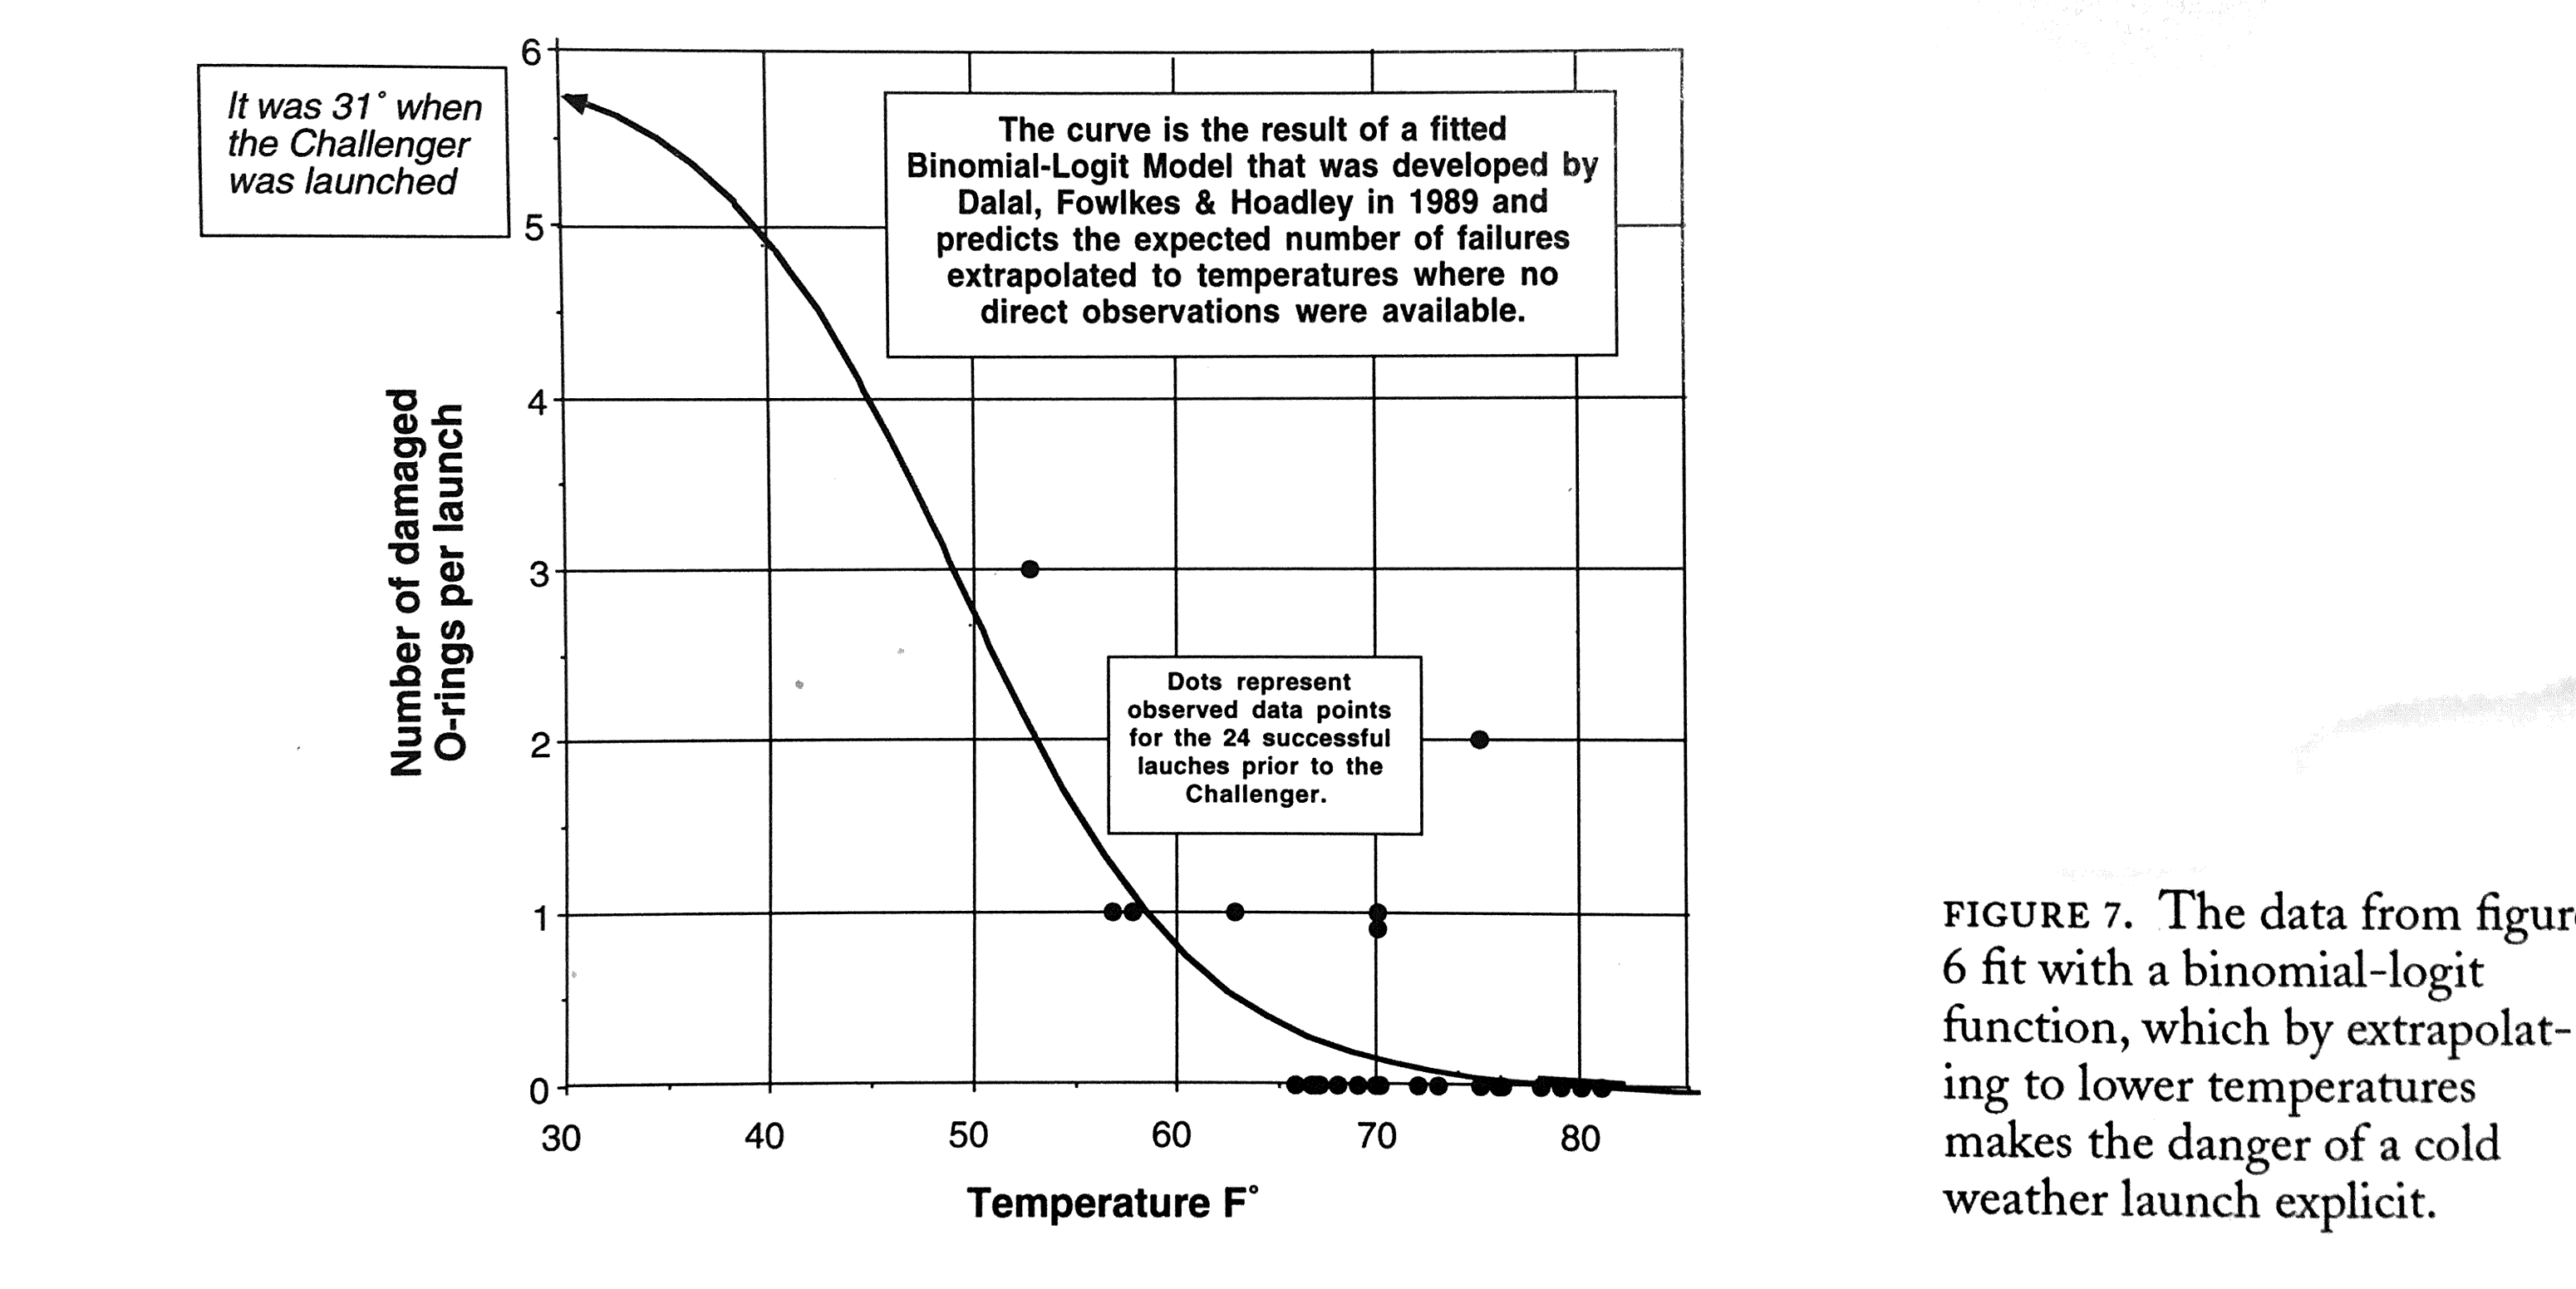 6
It was 31° when
the Challenger
was launched
The curve is the result of a fitted
Binomial-Logit Model that was developed by
Dalal, Fowlkes & Hoadley in 1989 and
predicts the expected number of failures
extrapolated to temperatures where no
direct observations were available.
5
4
3
2
1
0
Number of damaged
O-rings per launch
Dots represent
observed data points
for the 24 successful
lauches prior to the
Challenger.
30 40 50 60 70 80
Temperature F°
FIGURE 7. The data from figur
6 fit with a binomial-logit
function, which by extrapolat-
ing to lower temperatures
makes the danger of a cold
weather launch explicit.